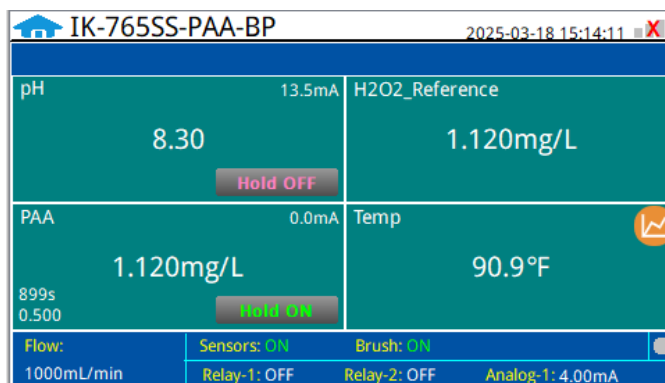 IK-765SS-PAA-BP
2025-03-18 15:14:11
X
pH 13.5mA
8.30
Hold OFF
H2O2_Reference
1.120mg/L
PAA 0.0mA
1.120mg/L
899s
0.500
Hold ON
Temp
90.9°F
Flow: Sensors: ON Brush: ON
1000mL/min Relay-1: OFF Relay-2: OFF Analog-1: 4.00mA